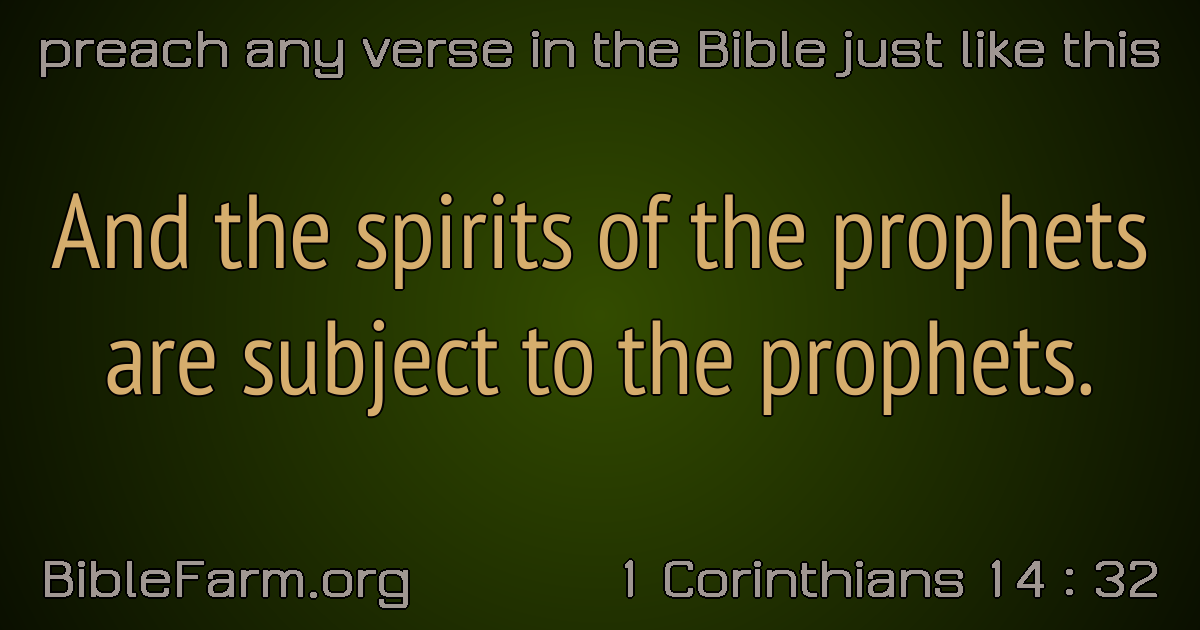 preach any verse in the Bible just like this
And the spirits of the prophets
are subject to the prophets.
BibleFarm.org
1 Corinthians 14 : 32